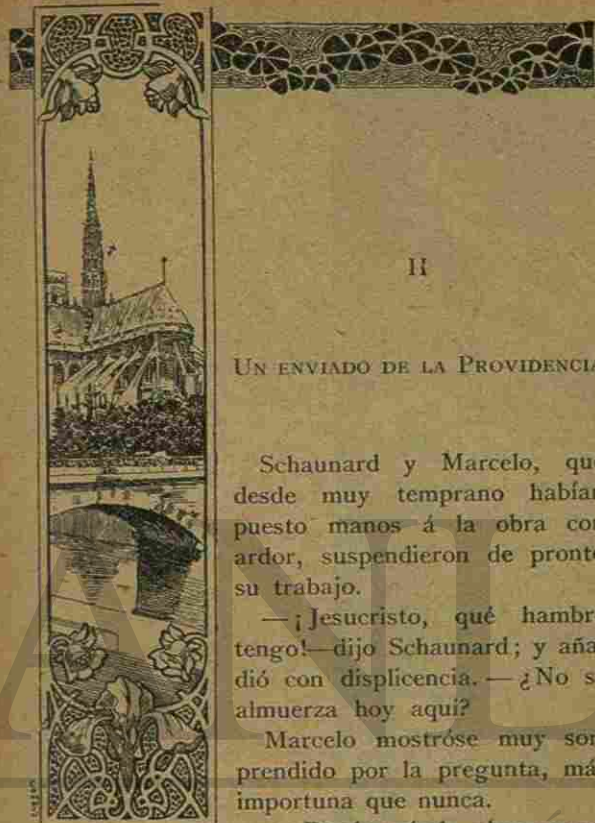 II
UN ENVIADO DE LA PROVIDENCIA
Schaunard y Marcelo, que
desde muy temprano habían
puesto manos á la obra con
ardor, suspendieron de pronto
su trabajo.
—¡Jesucristo, qué hambre
tengo!—dijo Schaunard; y aña-
dió con displicencia.—¿No se
almuerza hoy aquí?
Marcelo mostróse muy sor-
prendido por la pregunta, más
importuna que nunca.
ANL